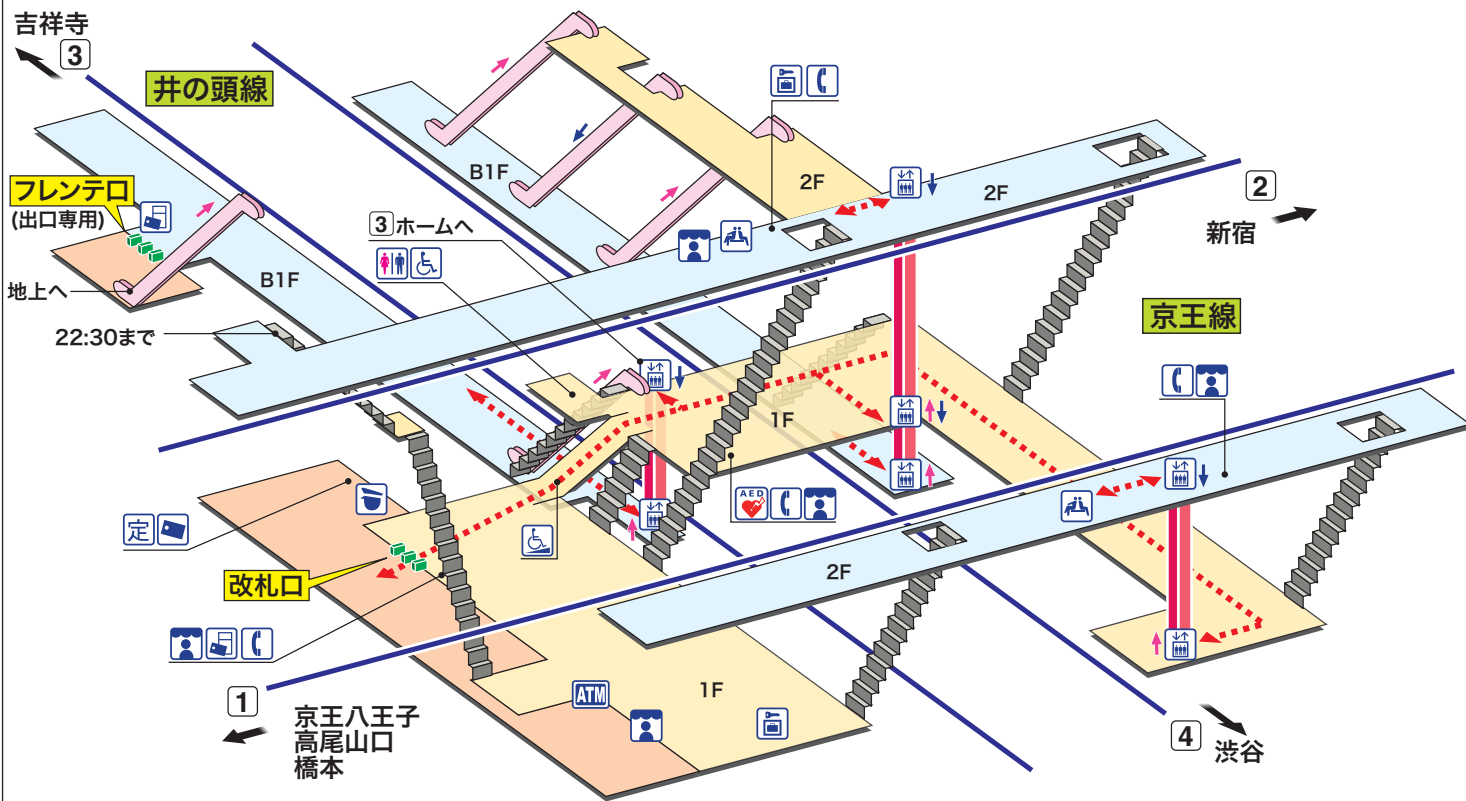 吉祥寺
3
井の頭線
フレンテ口
(出口専用)
地上へ
22:30まで
B1F
B1F
3ホームへ
2F
2F
2
新宿
京王線
1F
AED
定
改札口
2F
1F
ATM
1
京王八王子
高尾山口
橋本
4
渋谷